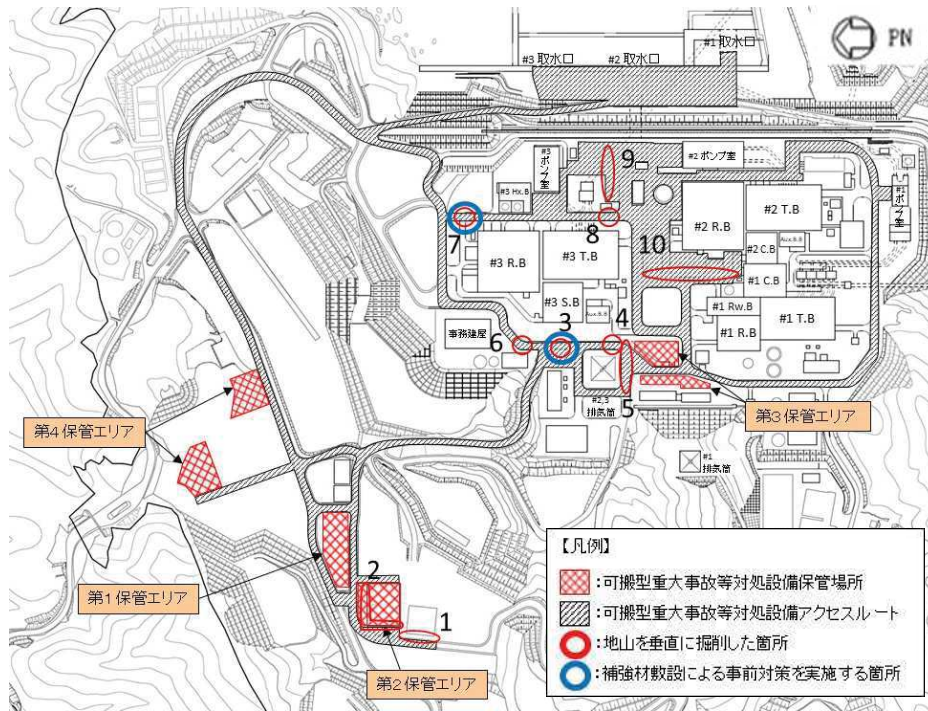 #1 取水口
#3 取水口
#2 取水口
PN
#3
ポンプ
室
9
#2 ポンプ室
#1
ポンプ
室
#3 Hx.B
7
8
10
#2 R.B
#2 T.B
Aux.B.B
#2 C.B
#3 R.B
#3 T.B
#1 C.B
#3 S.B
Aux.B.B
#1 Rw.B
#1 R.B
#1 T.B
事務建屋
6
3
4
5
#2,3
排気筒
#1
排気筒
第3保管エリア
第4保管エリア
第1保管エリア
2
1
第2保管エリア
【凡例】
:可搬型重大事故等対処設備保管場所
:可搬型重大事故等対処設備アクセスルート
:地山を垂直に掘削した箇所
:補強材敷設による事前対策を実施する箇所